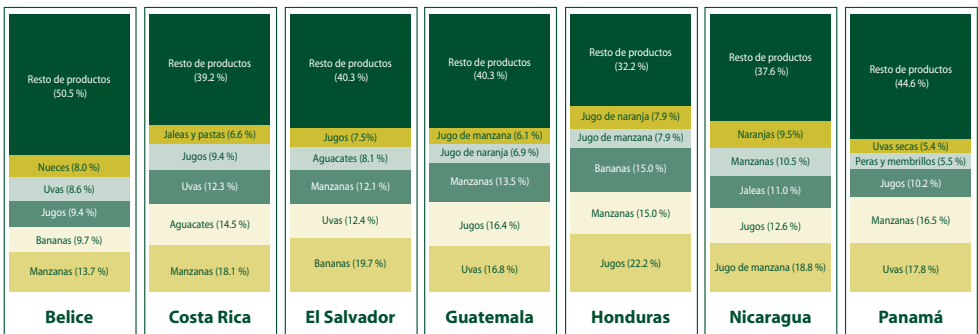 Resto de productos
(50.5 %)
Nueces (8.0 %)
Uvas (8.6 %)
Jugos (9.4 %)
Bananas (9.7 %)
Manzanas (13.7 %)
Belice
Resto de productos
(39.2 %)
Jaleas y pastas (6.6 %)
Jugos (9.4 %)
Uvas (12.3 %)
Aguacates (14.5 %)
Manzanas (18.1 %)
Costa Rica
Resto de productos
(40.3 %)
Jugos (7.5%)
Aguacates (8.1 %)
Manzanas (12.1 %)
Uvas (12.4 %)
Bananas (19.7 %)
El Salvador
Resto de productos
(40.3 %)
Jugo de manzana (6.1 %)
Jugo de naranja (6.9 %)
Manzanas (13.5 %)
Jugos (16.4 %)
Uvas (16.8 %)
Guatemala
Resto de productos
(32.2 %)
Jugo de naranja (7.9 %)
Jugo de manzana (7.9 %)
Bananas (15.0 %)
Manzanas (15.0 %)
Jugos (22.2 %)
Honduras
Resto de productos
(37.6 %)
Naranjas (9.5%)
Manzanas (10.5 %)
Jaleas (11.0 %)
Jugos (12.6 %)
Jugo de manzana (18.8 %)
Nicaragua
Resto de productos
(44.6 %)
Uvas secas (5.4 %)
Peras y membrillos (5.5 %)
Jugos (10.2 %)
Manzanas (16.5 %)
Uvas (17.8 %)
Panamá